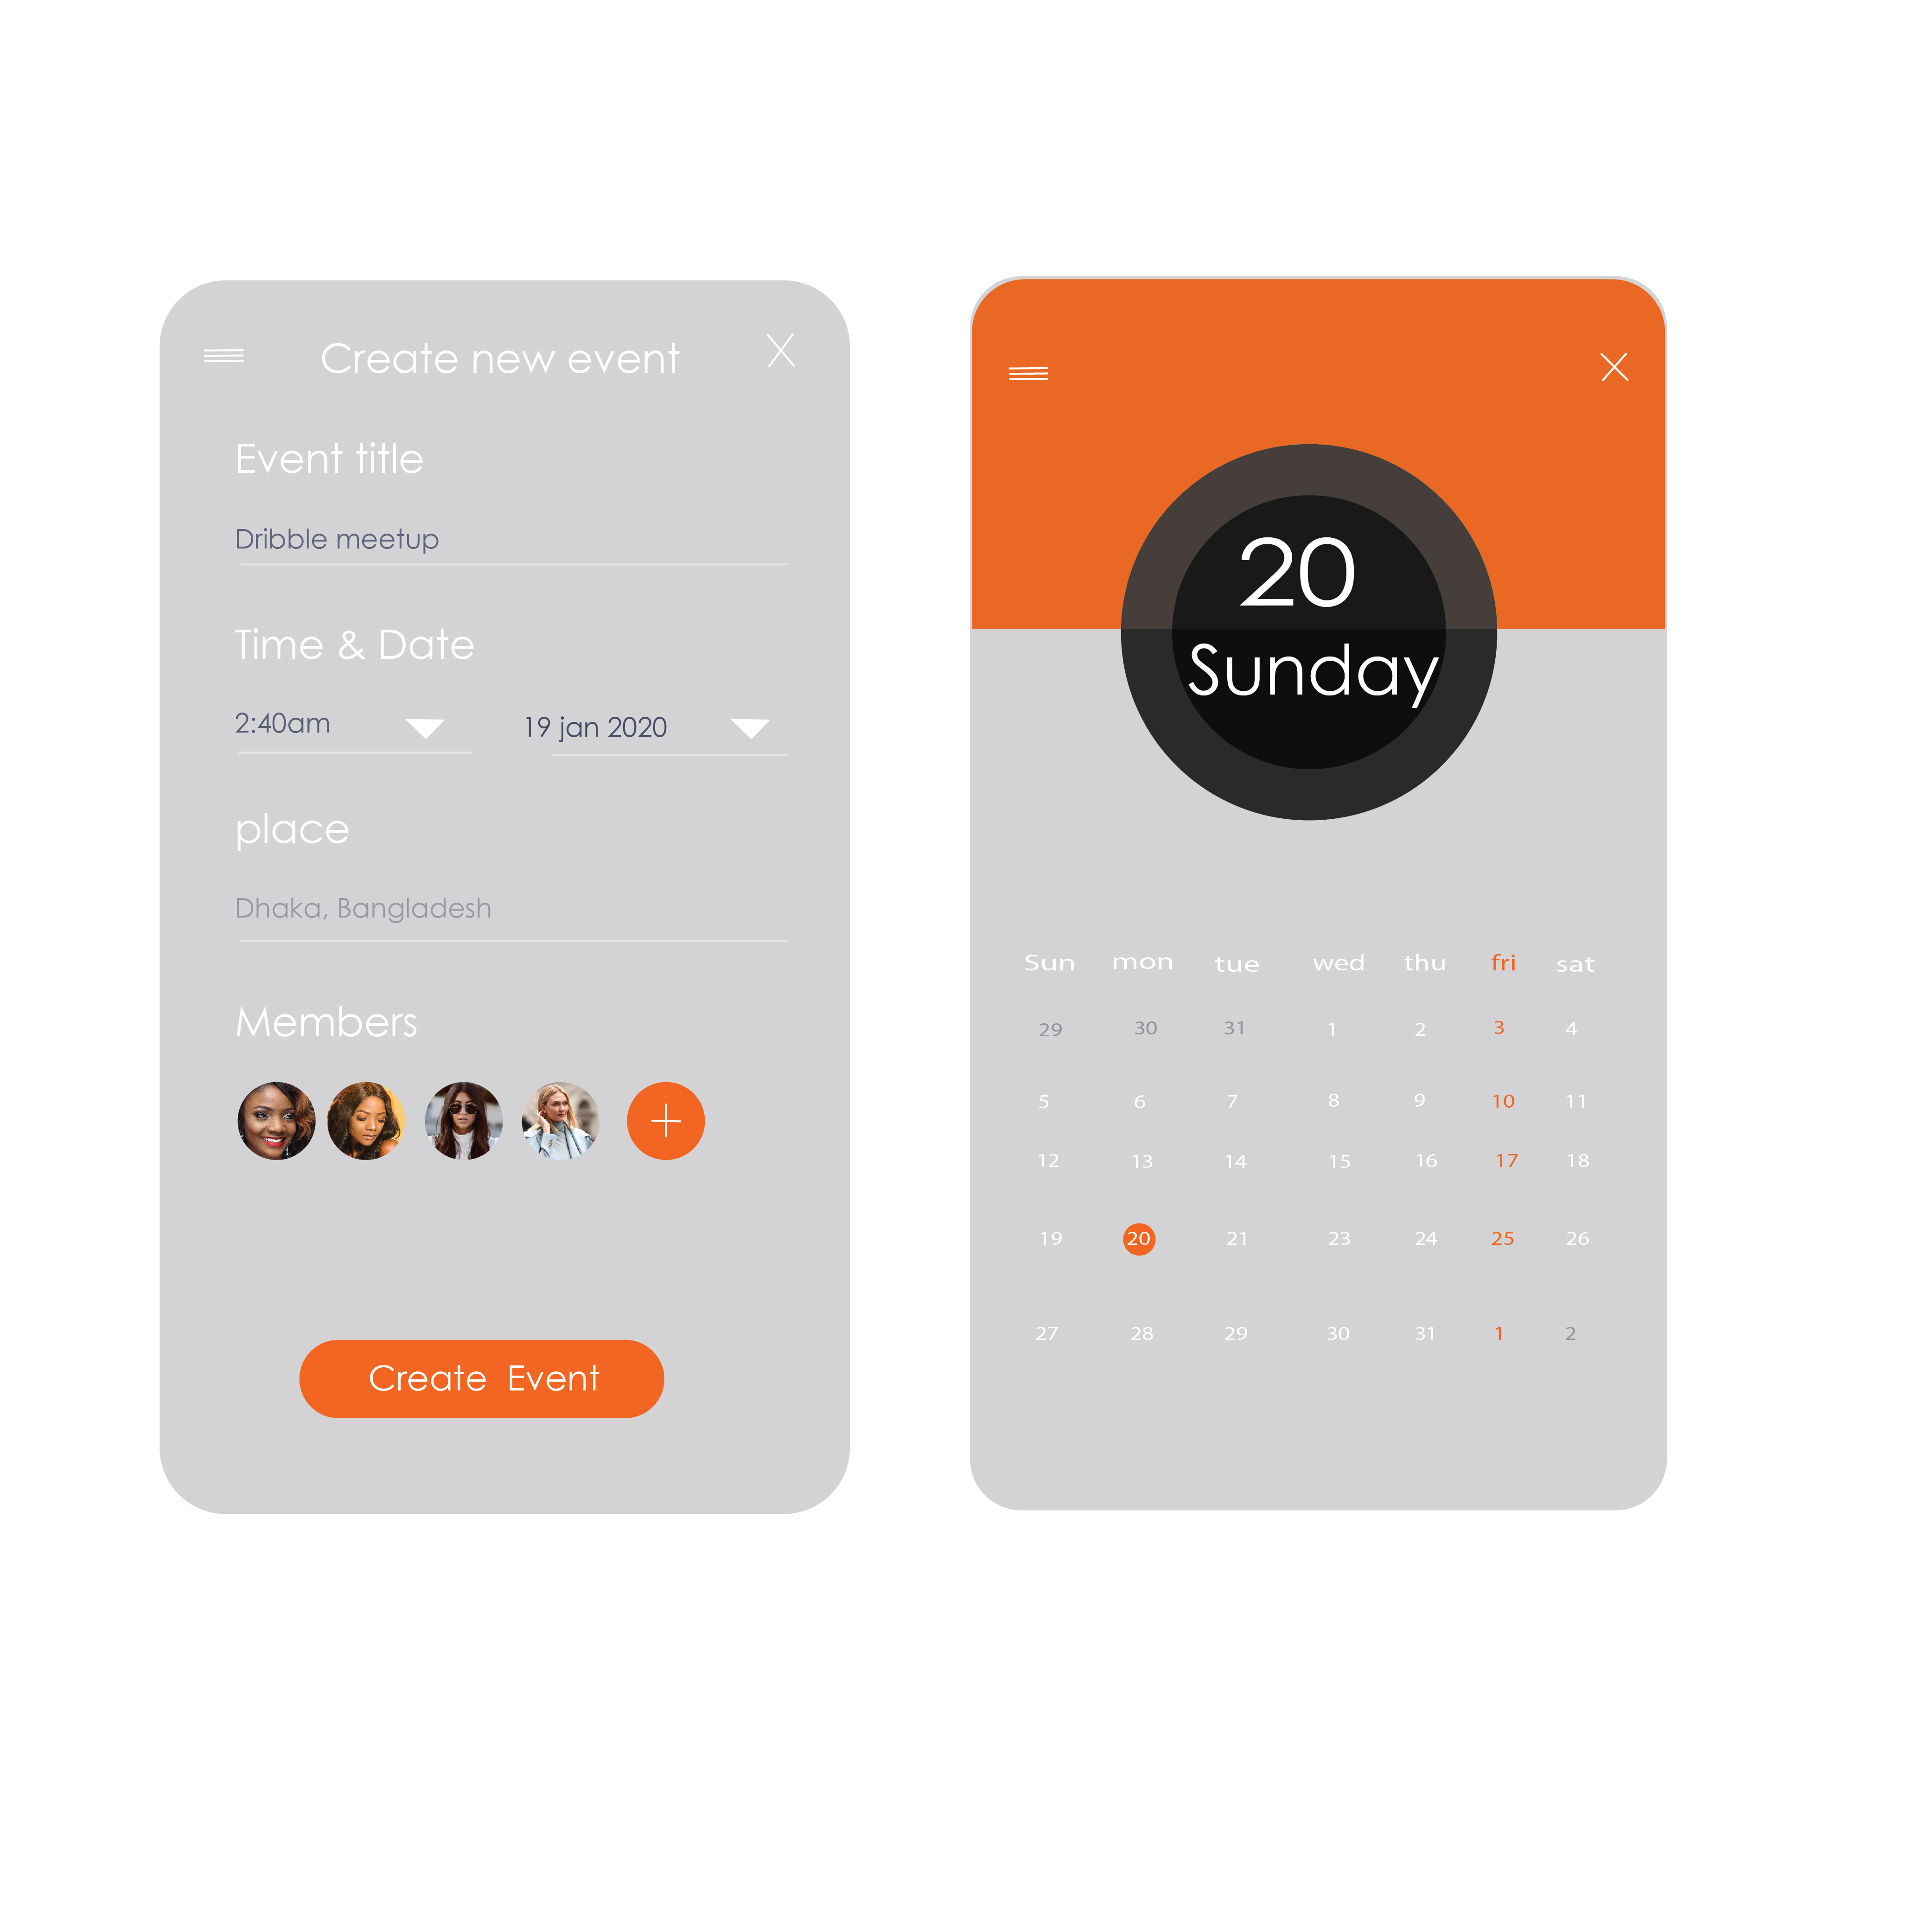 Create new event
Event title
Dribble meetup
Time & Date
2:40am 19 jan 2020
place
Dhaka, Bangladesh
Members
Create Event
20
Sunday
Sun mon tue wed thu fri sat
29 30 31 1 2 3 4
5 6 7 8 9 10 11
12 13 14 15 16 17 18
19 20 21 23 24 25 26
27 28 29 30 31 1 2